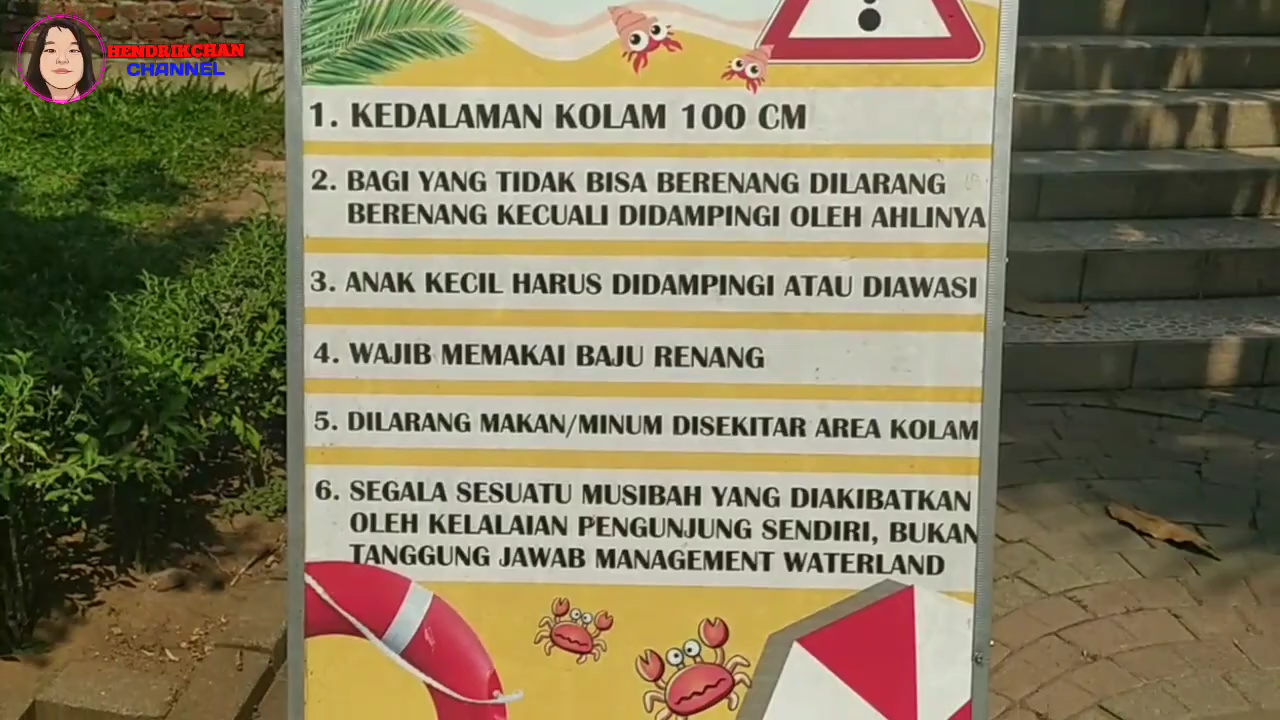 HENDRIKCHAN
CHANNEL
1. KEDALAMAN KOLAM 100 CM
2. BAGI YANG TIDAK BISA BERENANG DILARANG
BERENANG KECUALI DIDAMPINGI OLEH AHLINYA
3. ANAK KECIL HARUS DIDAMPINGI ATAU DIAWASI
4. WAJIB MEMAKAI BAJU RENANG
5. DILARANG MAKAN/MINUM DISEKITAR AREA KOLAM
6. SEGALA SESUATU MUSIBAH YANG DIAKIBATKAN
OLEH KELALAIAN PENGUNJUNG SENDIRI, BUKAN
TANGGUNG JAWAB MANAGEMENT WATERLAND